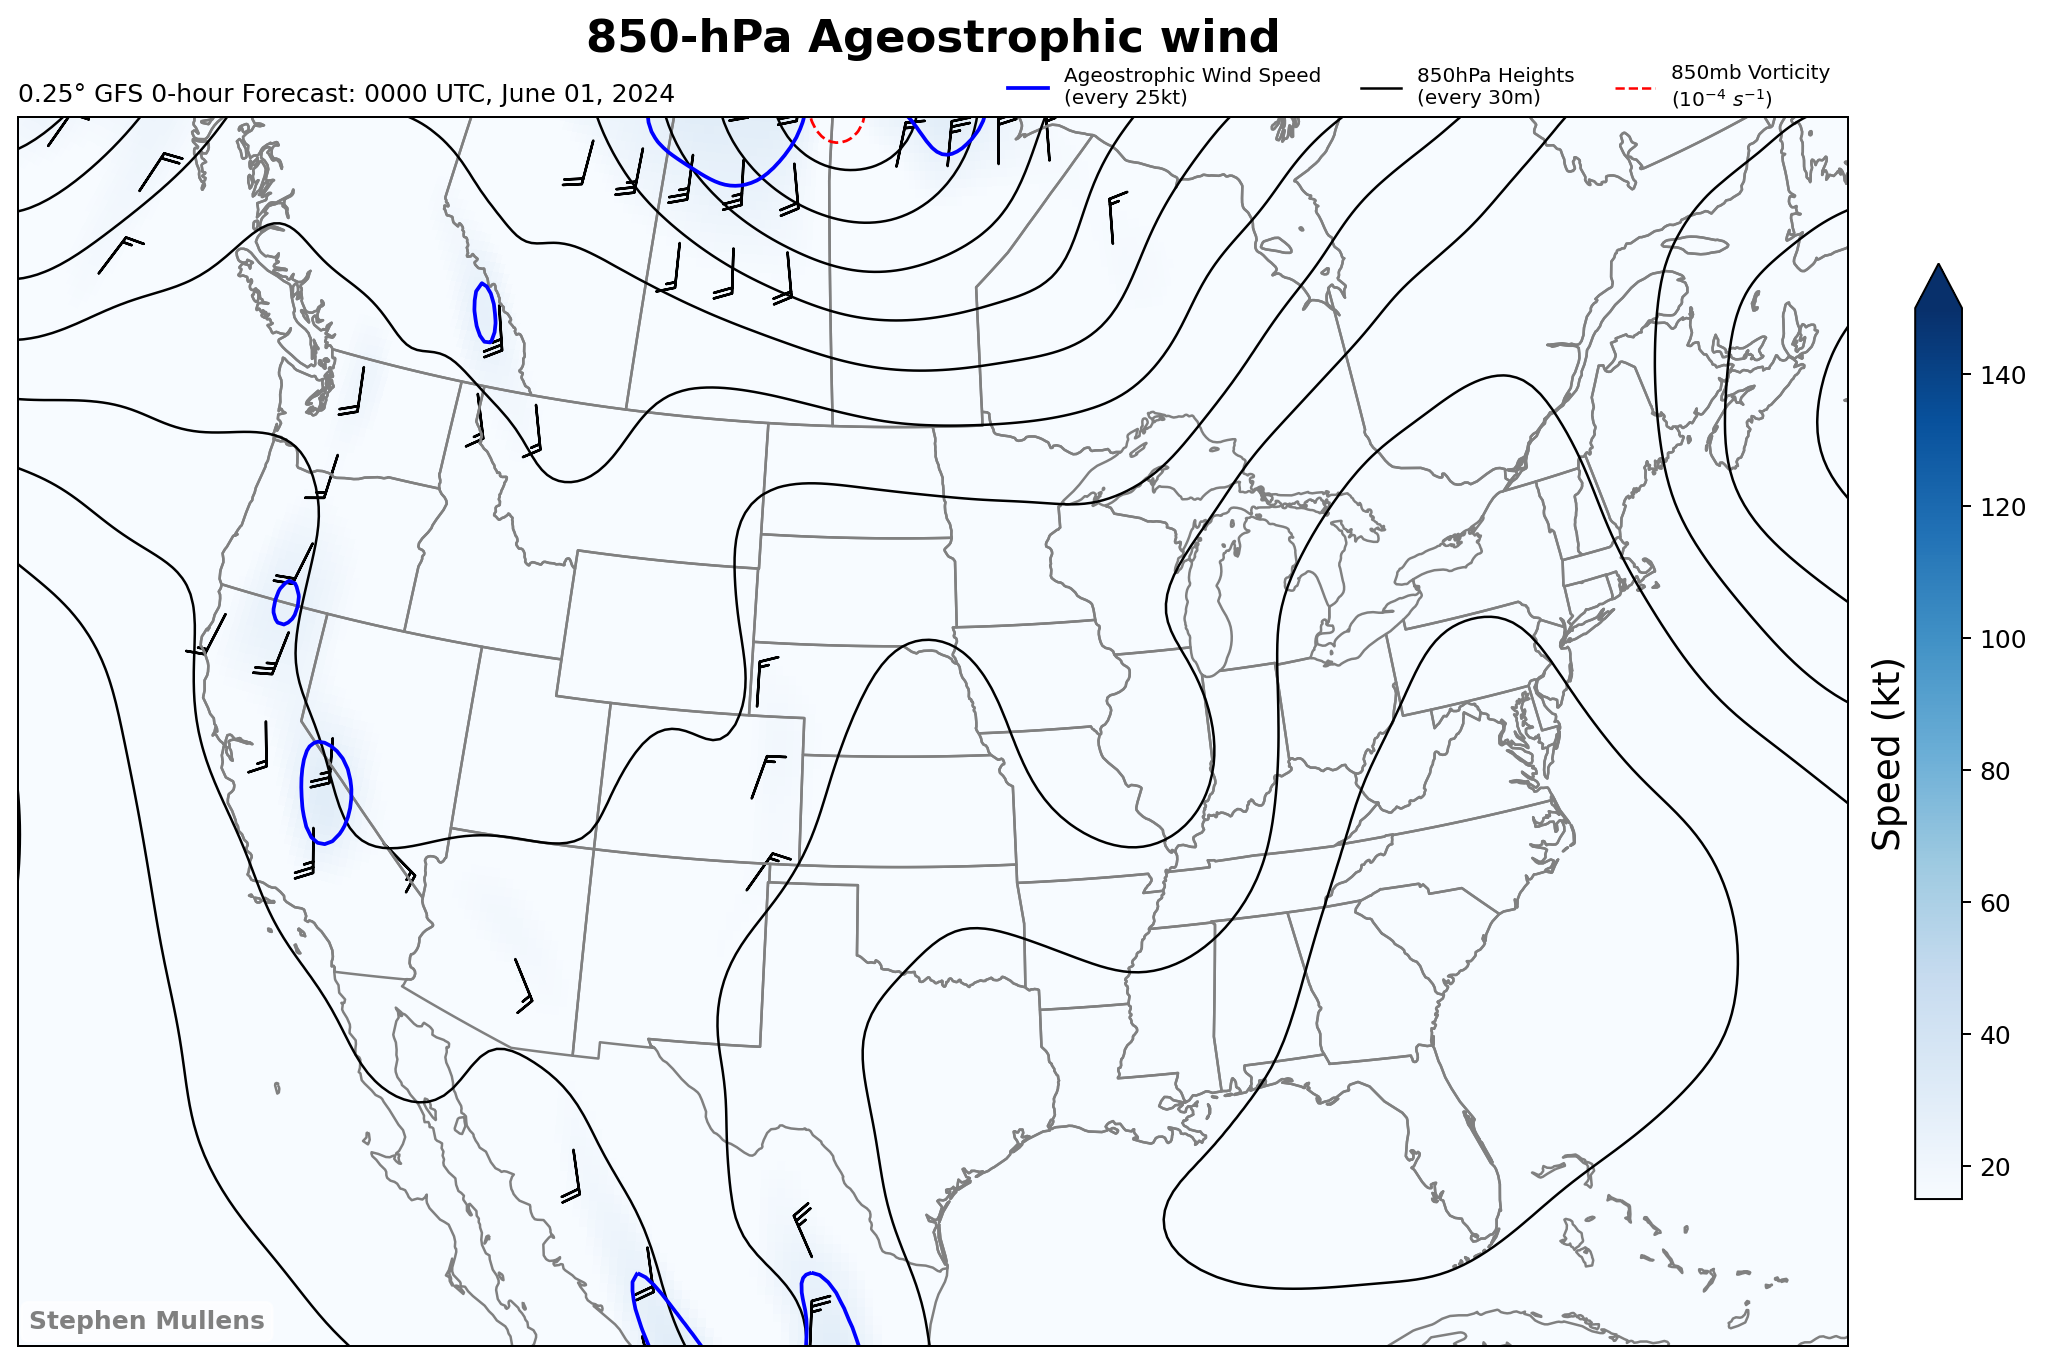 850-hPa Ageostrophic wind
0.25° GFS 0-hour Forecast: 0000 UTC, June 01, 2024
Ageostrophic Wind Speed
(every 25kt)
850hPa Heights
(every 30m)
850mb Vorticity
(10⁻⁴ s⁻¹)
140
120
100
80
60
40
20
Speed (kt)
Stephen Mullens